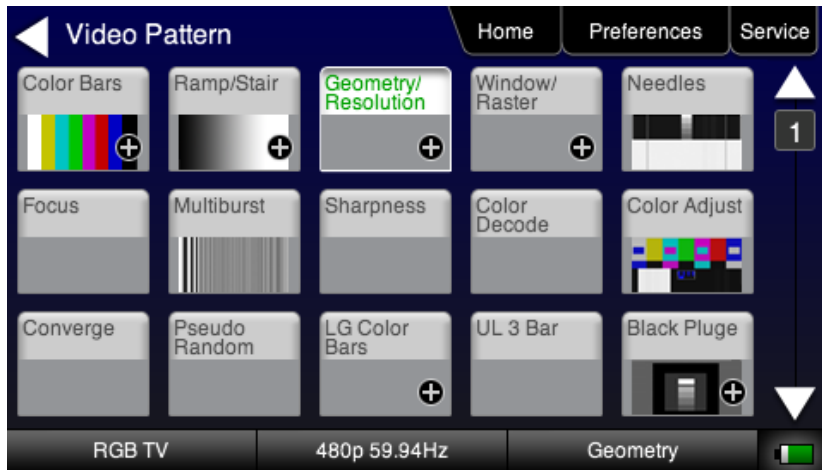 Video Pattern
Home
Preferences
Service
Color Bars
Ramp/Stair
Geometry/
Resolution
Window/
Raster
Needles
1
Focus
Multiburst
Sharpness
Color
Decode
Color Adjust
Converge
Pseudo
Random
LG Color
Bars
UL 3 Bar
Black Pluge
RGB TV
480p 59.94Hz
Geometry